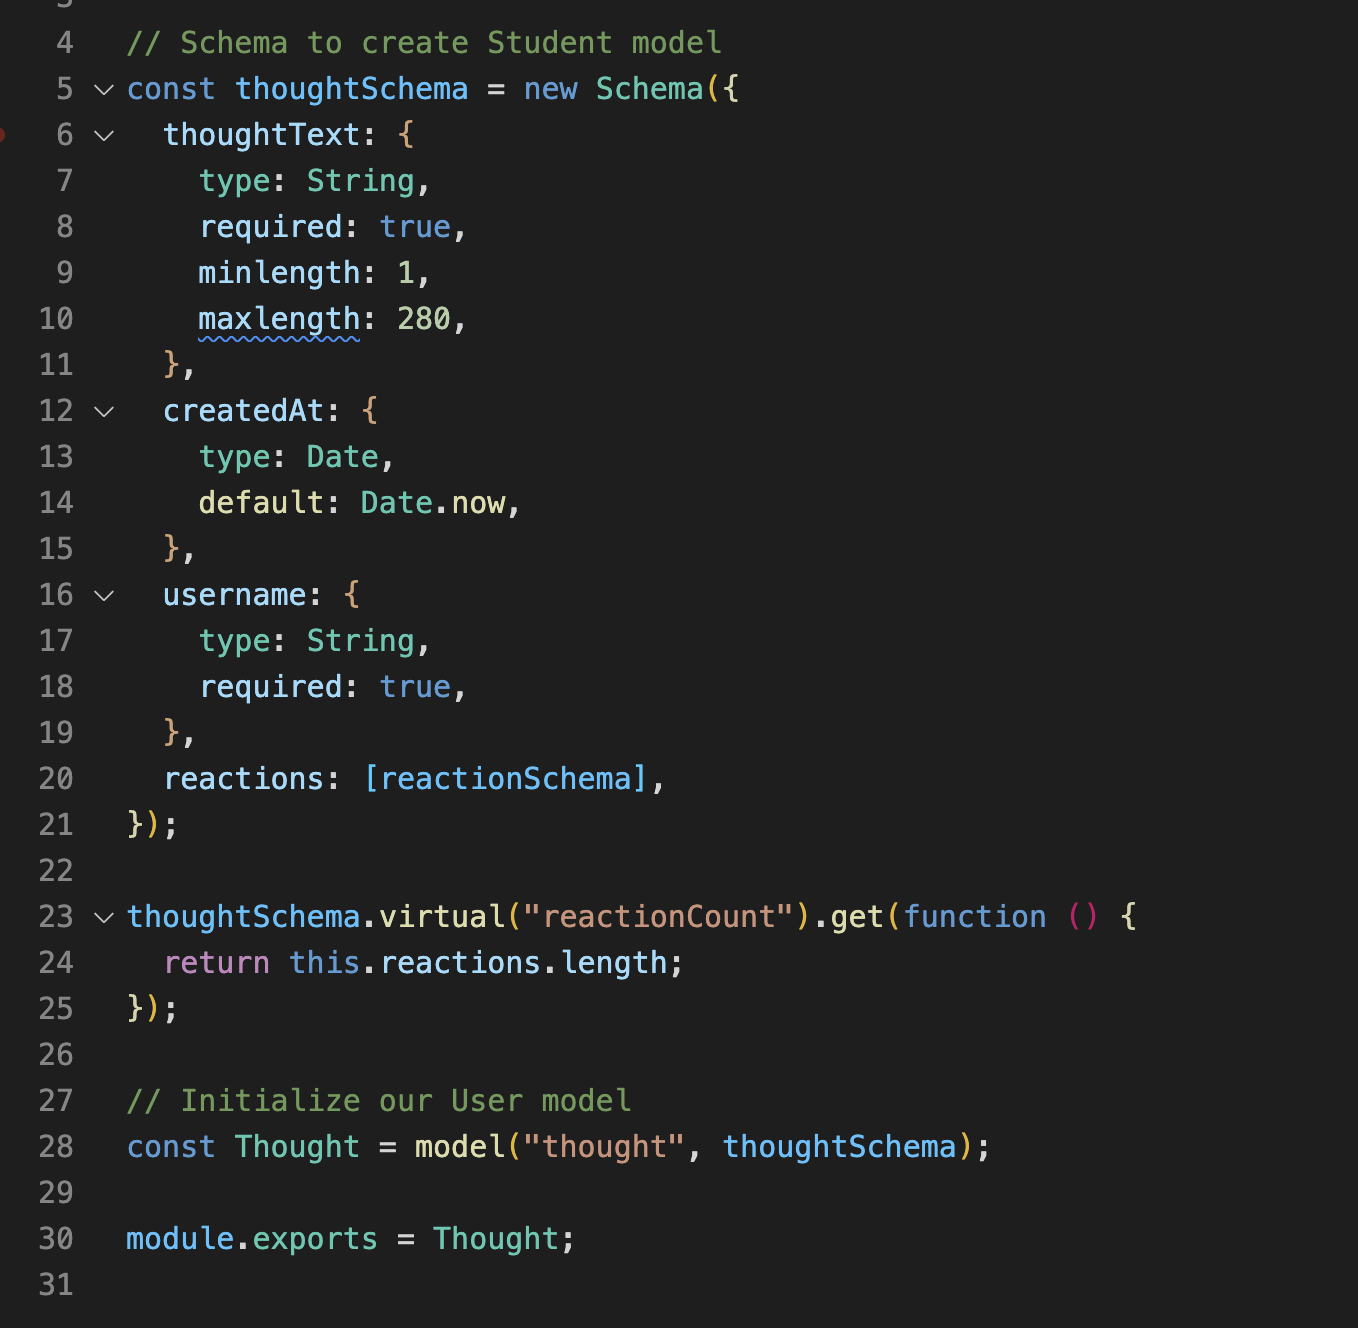 3
4 // Schema to create Student model
5 const thoughtSchema = new Schema({
6   thoughtText: {
7     type: String,
8     required: true,
9     minlength: 1,
10     maxlength: 280,
11   },
12   createdAt: {
13     type: Date,
14     default: Date.now,
15   },
16   username: {
17     type: String,
18     required: true,
19   },
20   reactions: [reactionSchema],
21 });
22
23 thoughtSchema.virtual("reactionCount").get(function () {
24   return this.reactions.length;
25 });
26
27 // Initialize our User model
28 const Thought = model("thought", thoughtSchema);
29
30 module.exports = Thought;
31